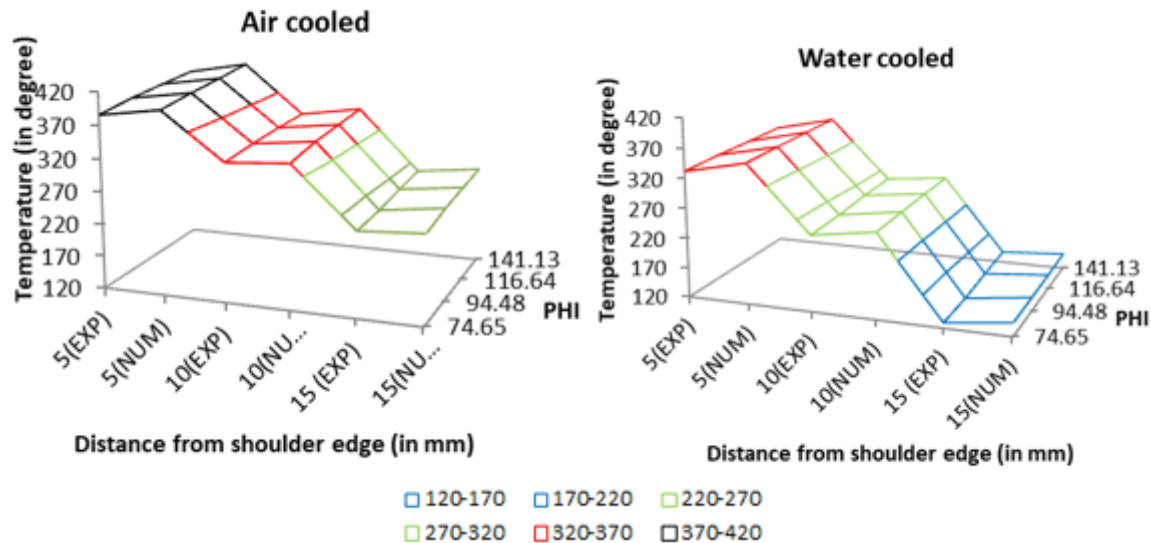 Air cooled
Temperature (in degree)
420
370
320
270
220
170
120
5(EXP)
5(NUM)
10(EXP)
10(NU...
15 (EXP)
15(NU...
141.13
116.64
94.48
74.65
PHI
Distance from shoulder edge (in mm)
Water cooled
Temperature (in degree)
420
370
320
270
220
170
120
5(EXP)
5(NUM)
10(EXP)
10(NUM)
15 (EXP)
15(NUM)
141.13
116.64
94.48
74.65
PHI
Distance from shoulder edge (in mm)
120-170 170-220 220-270
270-320 320-370 370-420